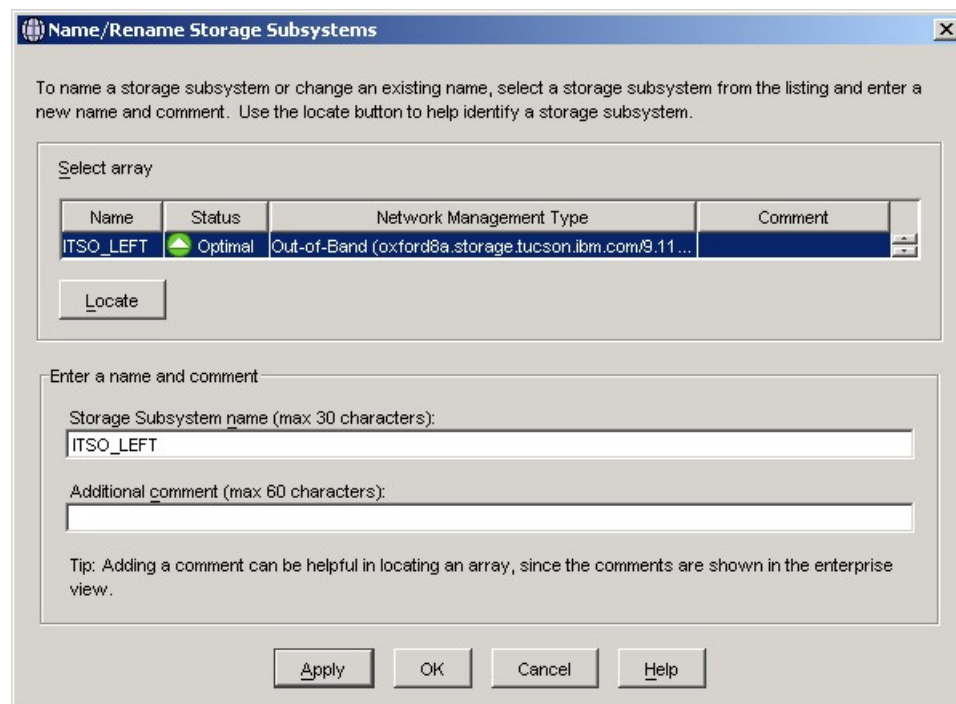 Name/Rename Storage Subsystems
To name a storage subsystem or change an existing name, select a storage subsystem from the listing and enter a
new name and comment. Use the locate button to help identify a storage subsystem.
Select array
Name Status Network Management Type Comment
ITSO_LEFT Optimal Out-of-Band (oxford8a.storage.tucson.ibm.com/9.11...
Locate
Enter a name and comment
Storage Subsystem name (max 30 characters):
ITSO_LEFT
Additional comment (max 60 characters):
Tip: Adding a comment can be helpful in locating an array, since the comments are shown in the enterprise
view.
Apply OK Cancel Help